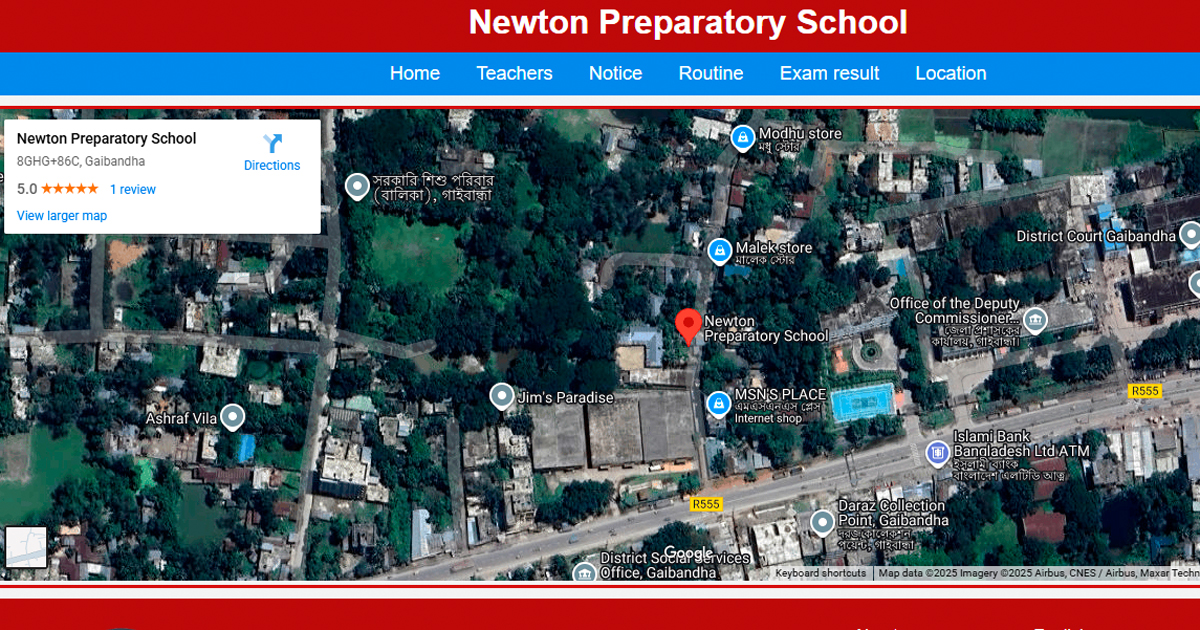 Newton Preparatory School
Home
Teachers
Notice
Routine
Exam result
Location
Newton Preparatory School
8GHG+86C, Gaibandha
5.0
1 review
View larger map
Directions
Modhu store
মধু স্টোর
সরকারি শিশু পরিবার
(বালিকা), গাইবান্ধা
Malek store
মালেক স্টোর
District Court Gaibandha
Office of the Deputy
Commissioner...
জেলা প্রশাসকের
কার্যালয়, গাইবান্ধা।
Newton
Preparatory School
Jim's Paradise
MSN'S PLACE
এমএসএনএস প্লেস
Internet shop
R555
Ashraf Vila
Islami Bank
Bangladesh Ltd ATM
ইসলামী ব্যাংক
বাংলাদেশ এলটিডি আত্ম
R555
Daraz Collection
Point, Gaibandha
দরজ কালেকশন
পয়েন্ট, গাইবান্ধা
Google
District Social Services
Office, Gaibandha
Keyboard shortcuts
Map data ©2025 Imagery ©2025 Airbus, CNES / Airbus, Maxar Techn